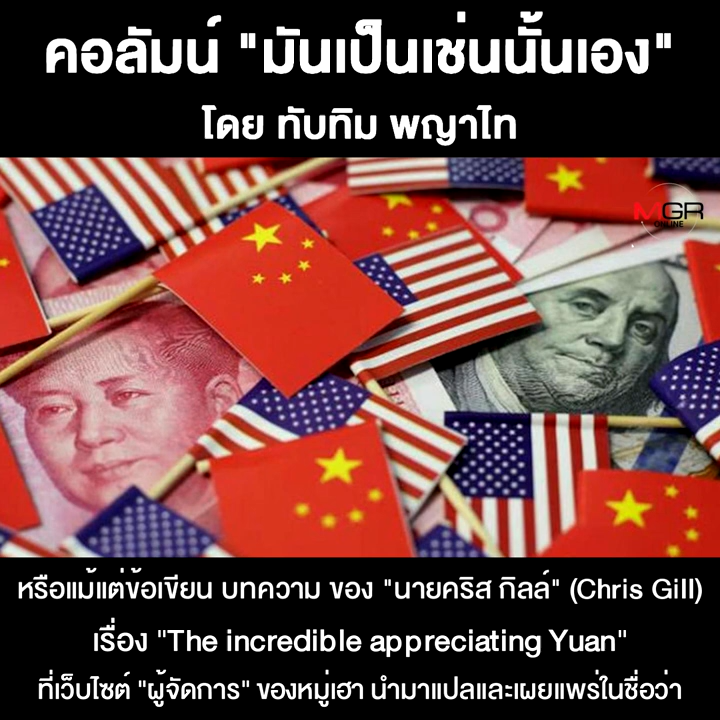 คอลัมน์ "มันเป็นเช่นนั้นเอง"
โดย ทับทิม พญาไท
MGR
ONLINE
หรือแม้แต่ข้อเขียน บทความ ของ "นายคริส กิลล์" (Chris Gill)
เรื่อง "The incredible appreciating Yuan"
ที่เว็บไซต์ "ผู้จัดการ" ของหมู่เฮา นำมาแปลและเผยแพร่ในชื่อว่า